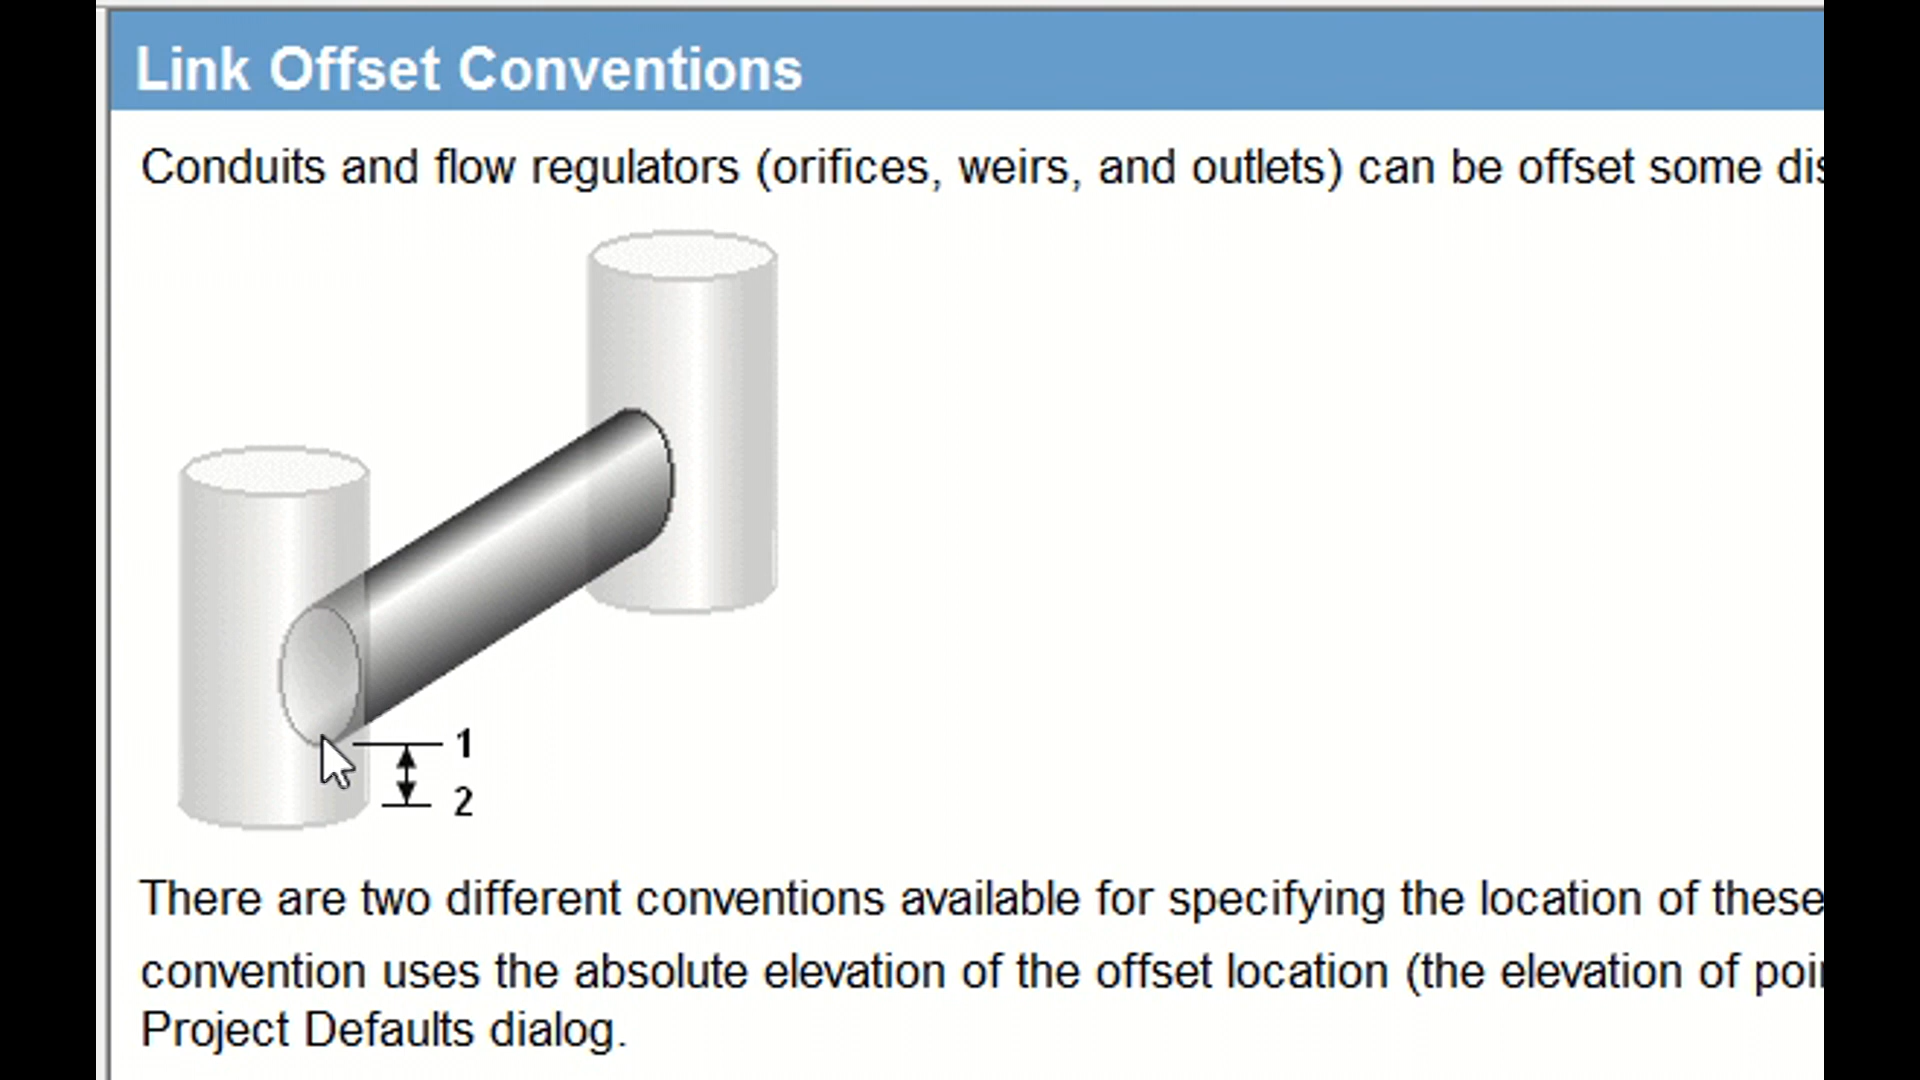 Link Offset Conventions
Conduits and flow regulators (orifices, weirs, and outlets) can be offset some
1
2
There are two different conventions available for specifying the location of these
convention uses the absolute elevation of the offset location (the elevation of
Project Defaults dialog.